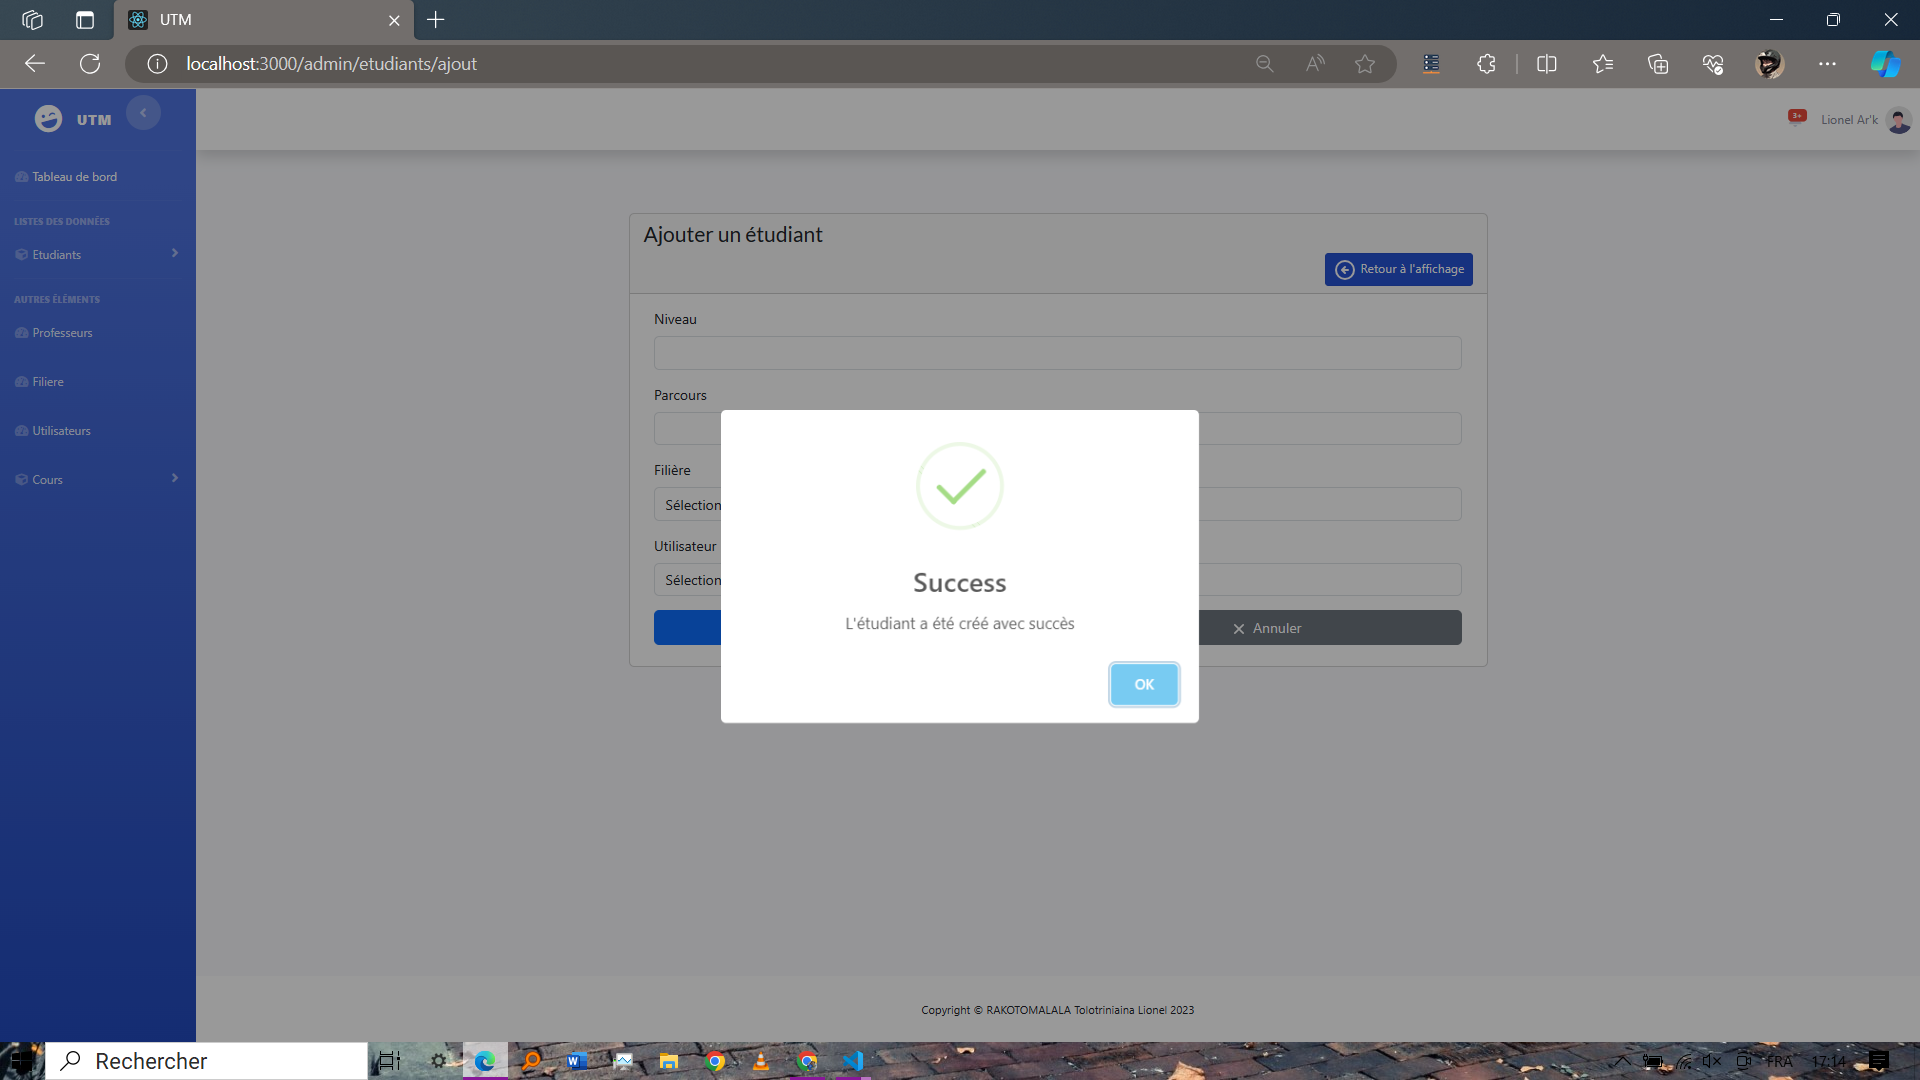 UTM
localhost:3000/admin/etudiants/ajout
UTM
3+
Lionel Ar'k
Tableau de bord
LISTES DES DONNÉES
Etudiants
AUTRES ÉLÉMENTS
Professeurs
Filiere
Utilisateurs
Cours
Ajouter un étudiant
Retour à l'affichage
Niveau
Parcours
Filière
Sélection
Utilisateur
Sélection
Annuler
Success
L'étudiant a été créé avec succès
OK
Copyright © RAKOTOMALALA Tolotriniaina Lionel 2023
Rechercher
FRA
17:14